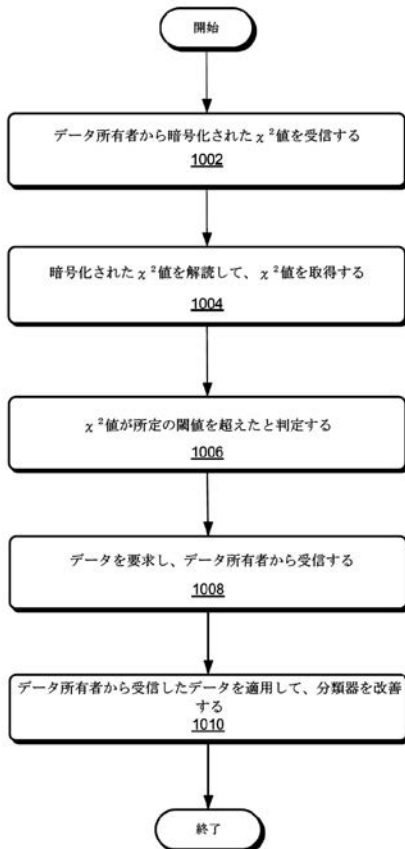 開始
データ所有者から暗号化されたχ²値を受信する
1002
暗号化されたχ²値を解読して、χ²値を取得する
1004
χ²値が所定の閾値を超えたと判定する
1006
データを要求し、データ所有者から受信する
1008
データ所有者から受信したデータを適用して、分類器を改善
する
1010
終了